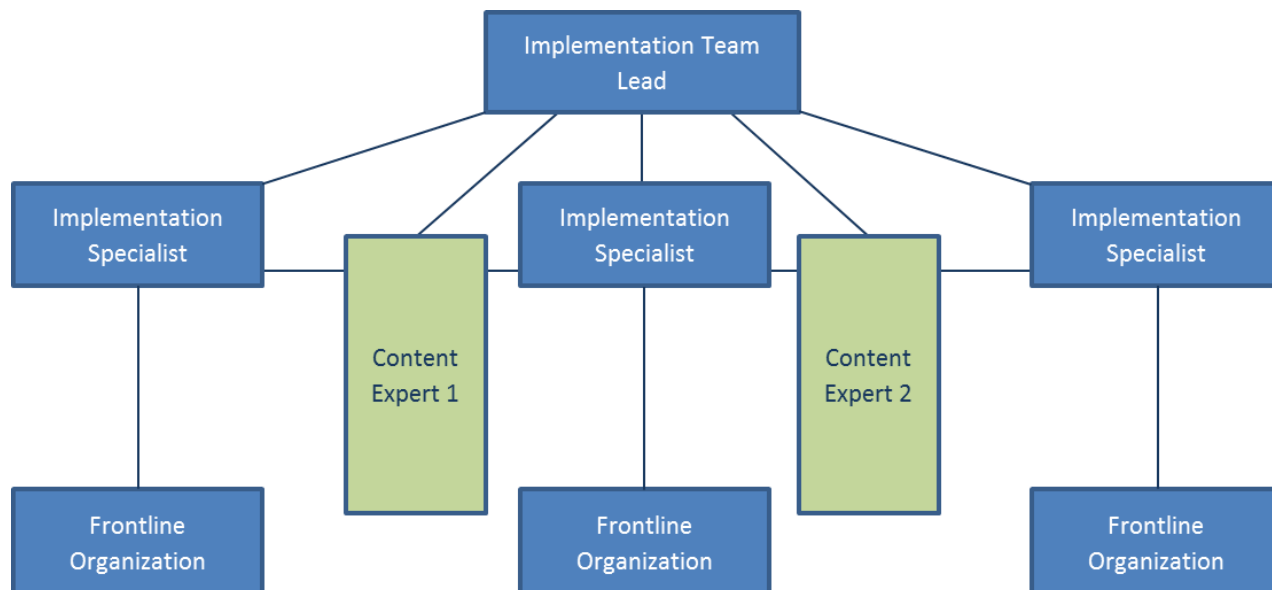 Implementation Team
Lead
Implementation
Specialist
Implementation
Specialist
Implementation
Specialist
Content
Expert 1
Content
Expert 2
Frontline
Organization
Frontline
Organization
Frontline
Organization